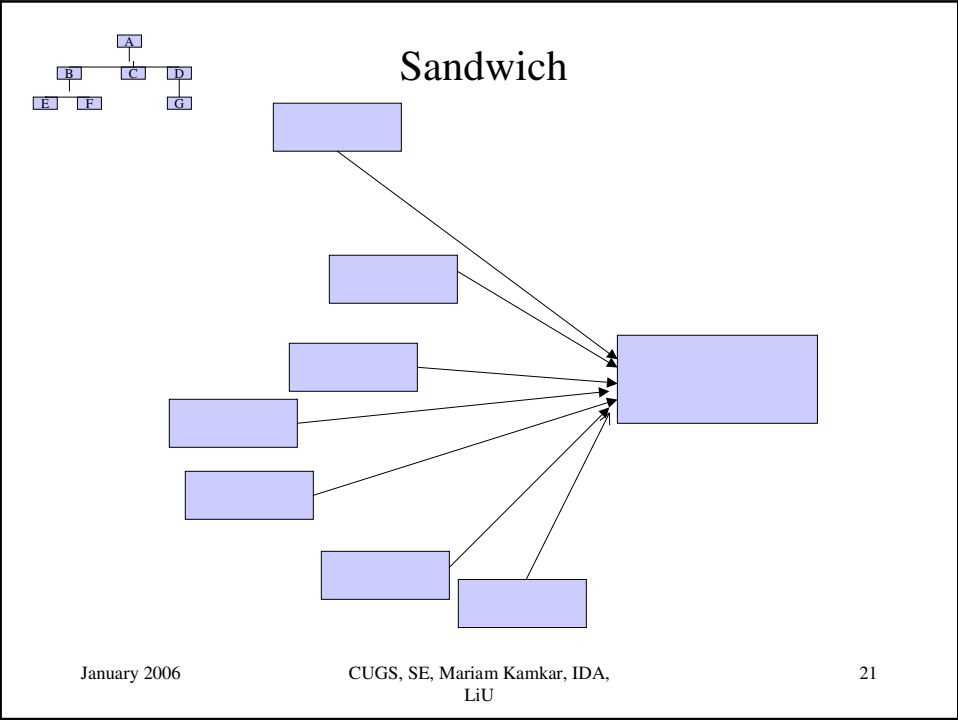 Sandwich
A
B C D
E F G
January 2006
CUGS, SE, Mariam Kamkar, IDA,
LiU
21